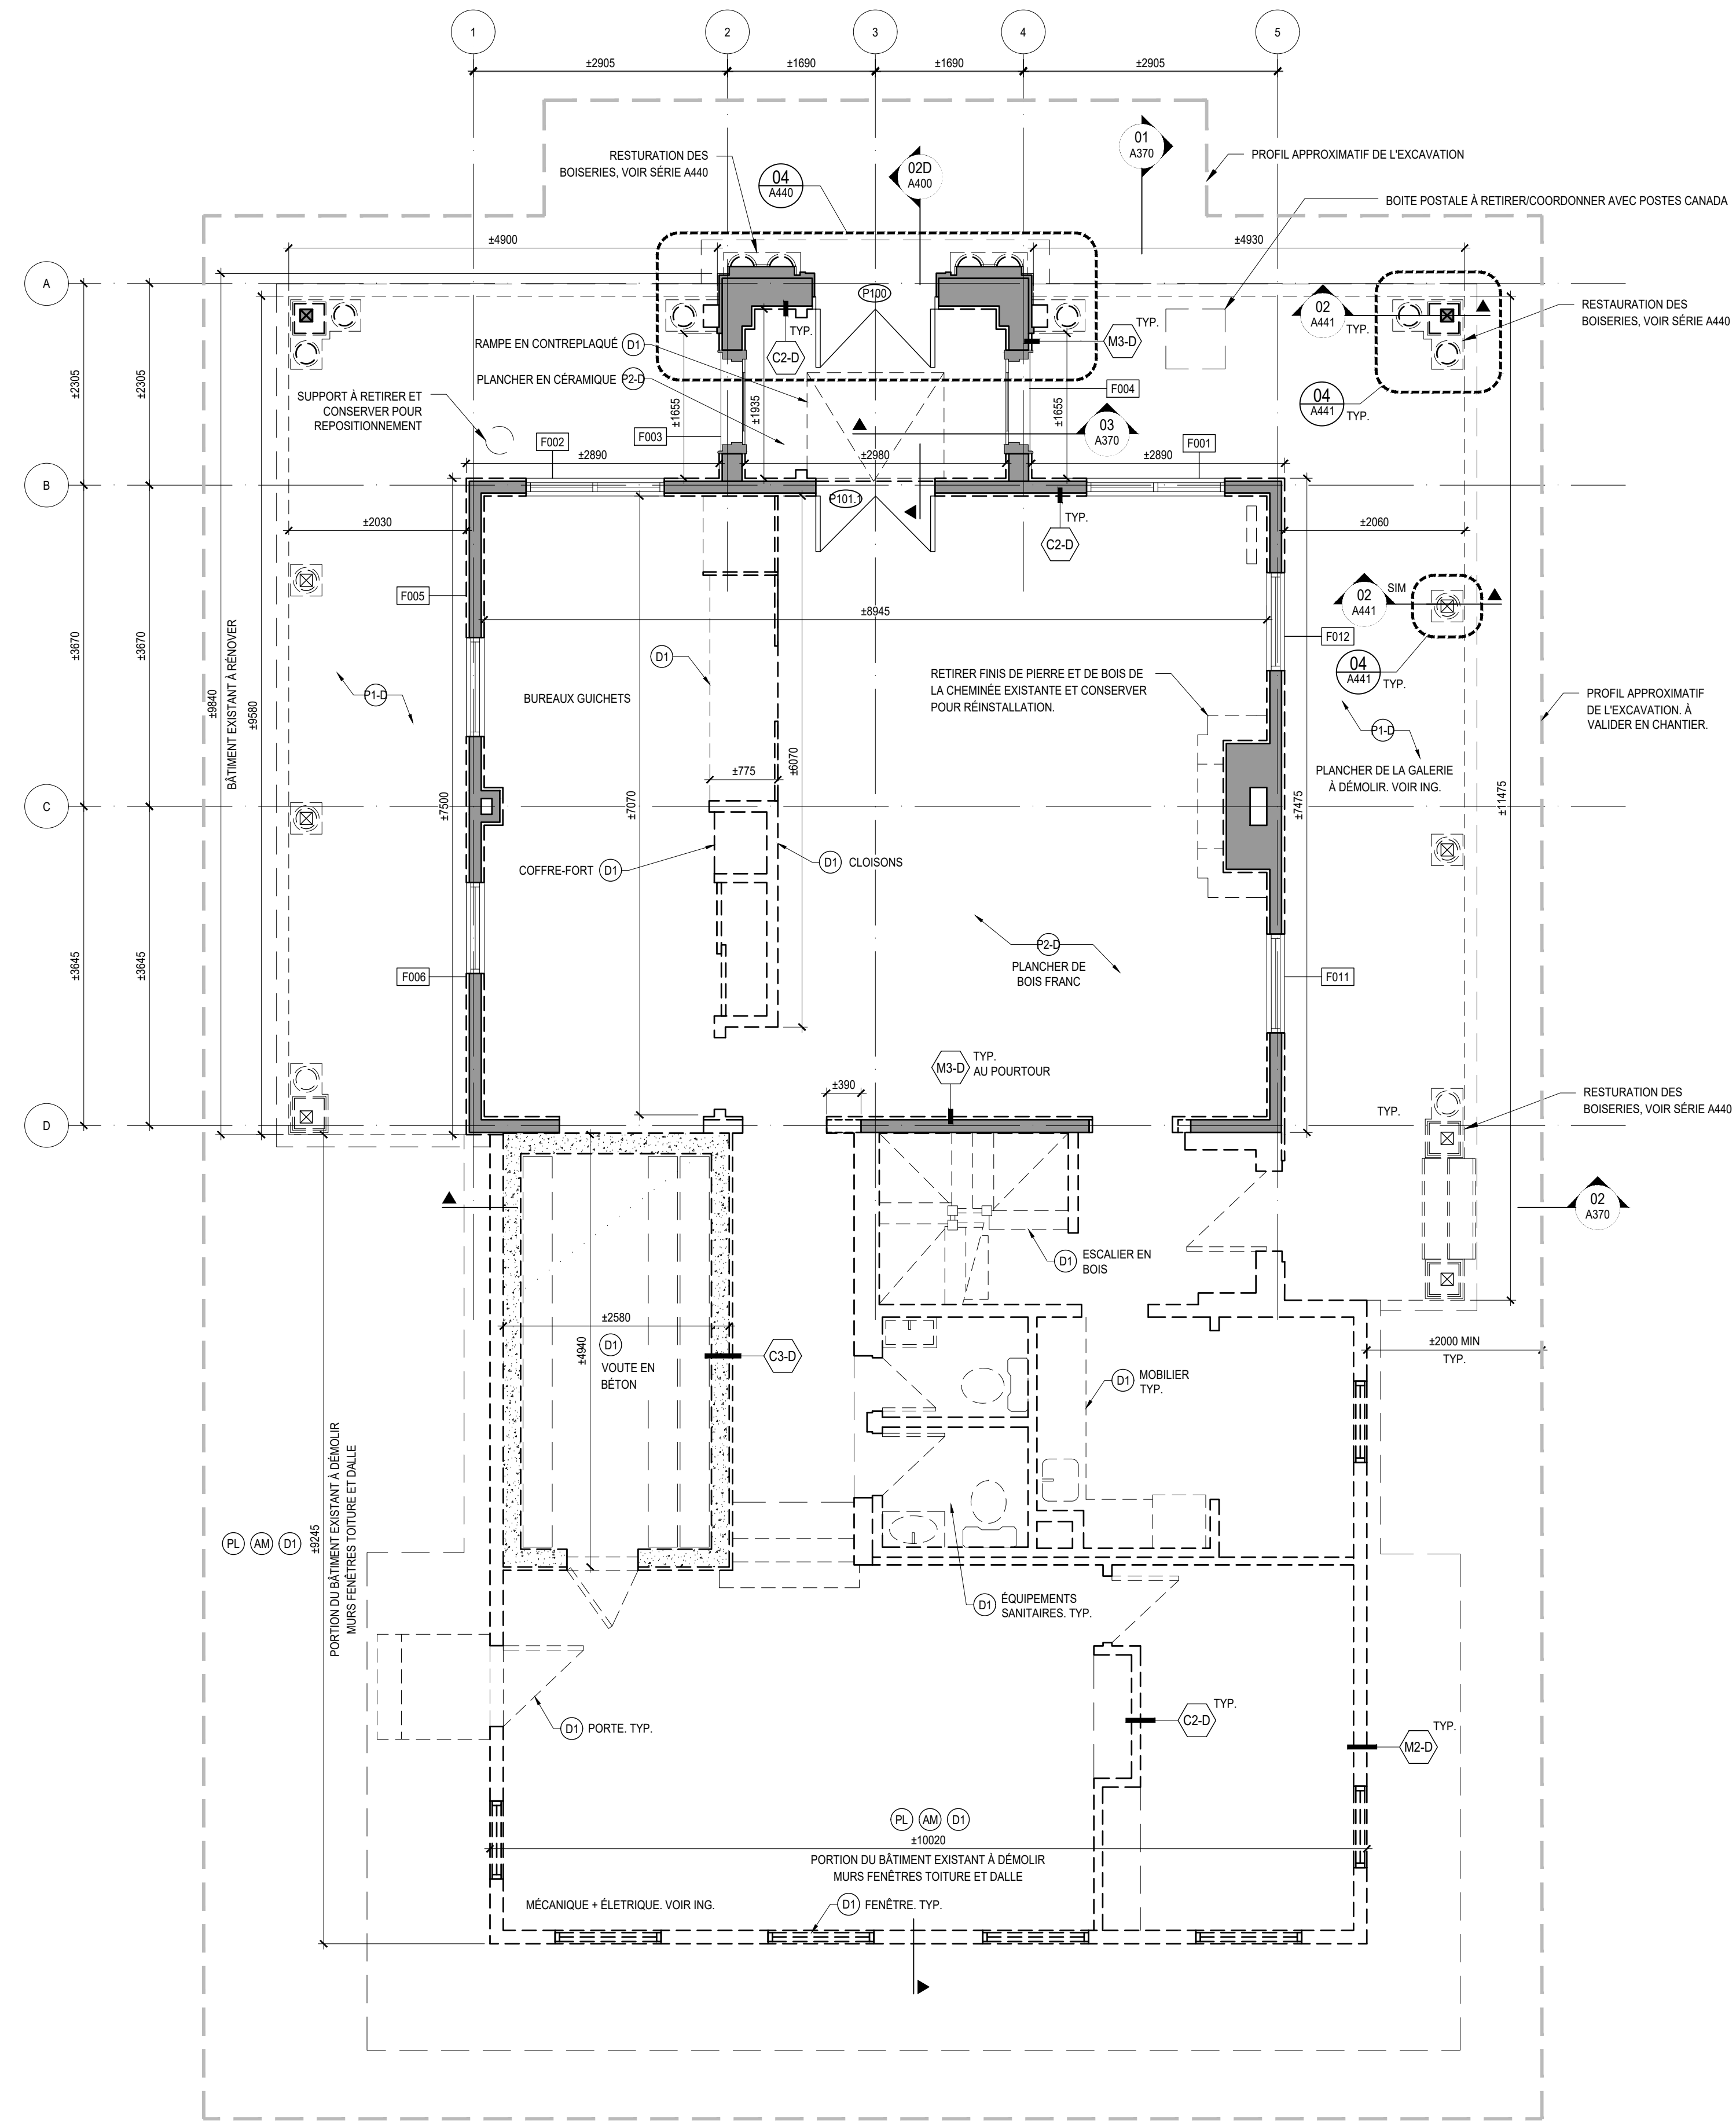 1
2
3
4
5
±2905
±1690
±1690
±2905
01
A370
PROFIL APPROXIMATIF DE L'EXCAVATION
RESTURATION DES
BOISERIES, VOIR SÉRIE A440
04
A440
02D
A400
BOITE POSTALE À RETIRER/COORDONNER AVEC POSTES CANADA
±4900
±4930
A
P100
02
A441
TYP.
RESTAURATION DES
BOISERIES, VOIR SÉRIE A440
TYP.
C2-D
TYP.
M3-D
RAMPE EN CONTREPLAQUÉ
D1
PLANCHER EN CÉRAMIQUE
P2-D
F004
04
A441
TYP.
±2305
±2305
SUPPORT À RETIRER ET
CONSERVER POUR
REPOSITIONNEMENT
±1655
±1935
±1655
03
A370
F002
F003
F001
±2890
±2980
±2890
B
P101.1
TYP.
C2-D
±2030
±2060
F005
02
A441
SIM
±8945
F012
BÂTIMENT EXISTANT À RÉNOVER
±3670
±3670
D1
04
A441
TYP.
RETIRER FINIS DE PIERRE ET DE BOIS DE
LA CHEMINÉE EXISTANTE ET CONSERVER
POUR RÉINSTALLATION.
BUREAUX GUICHETS
P1-D
PROFIL APPROXIMATIF
DE L'EXCAVATION. À
VALIDER EN CHANTIER.
±9840
±9580
P1-D
±6070
±775
PLANCHER DE LA GALERIE
À DÉMOLIR. VOIR ING.
C
±7500
±7070
±7475
±11475
COFFRE-FORT
D1
D1
CLOISONS
P2-D
PLANCHER DE
BOIS FRANC
±3645
±3645
F006
F011
M3-D
TYP.
AU POURTOUR
±390
D
TYP.
RESTURATION DES
BOISERIES, VOIR SÉRIE A440
02
A370
D1
ESCALIER EN
BOIS
±2580
±4940
D1
VOUTE EN
BÉTON
C3-D
±2000 MIN
TYP.
D1
MOBILIER
TYP.
PORTION DU BÂTIMENT EXISTANT À DÉMOLIR
MURS FENÊTRES TOITURE ET DALLE
±9245
PL
AM
D1
D1
ÉQUIPEMENTS
SANITAIRES. TYP.
D1
PORTE. TYP.
TYP.
C2-D
TYP.
M2-D
PL
AM
D1
±10020
PORTION DU BÂTIMENT EXISTANT À DÉMOLIR
MURS FENÊTRES TOITURE ET DALLE
MÉCANIQUE + ÉLETRIQUE. VOIR ING.
D1
FENÊTRE. TYP.